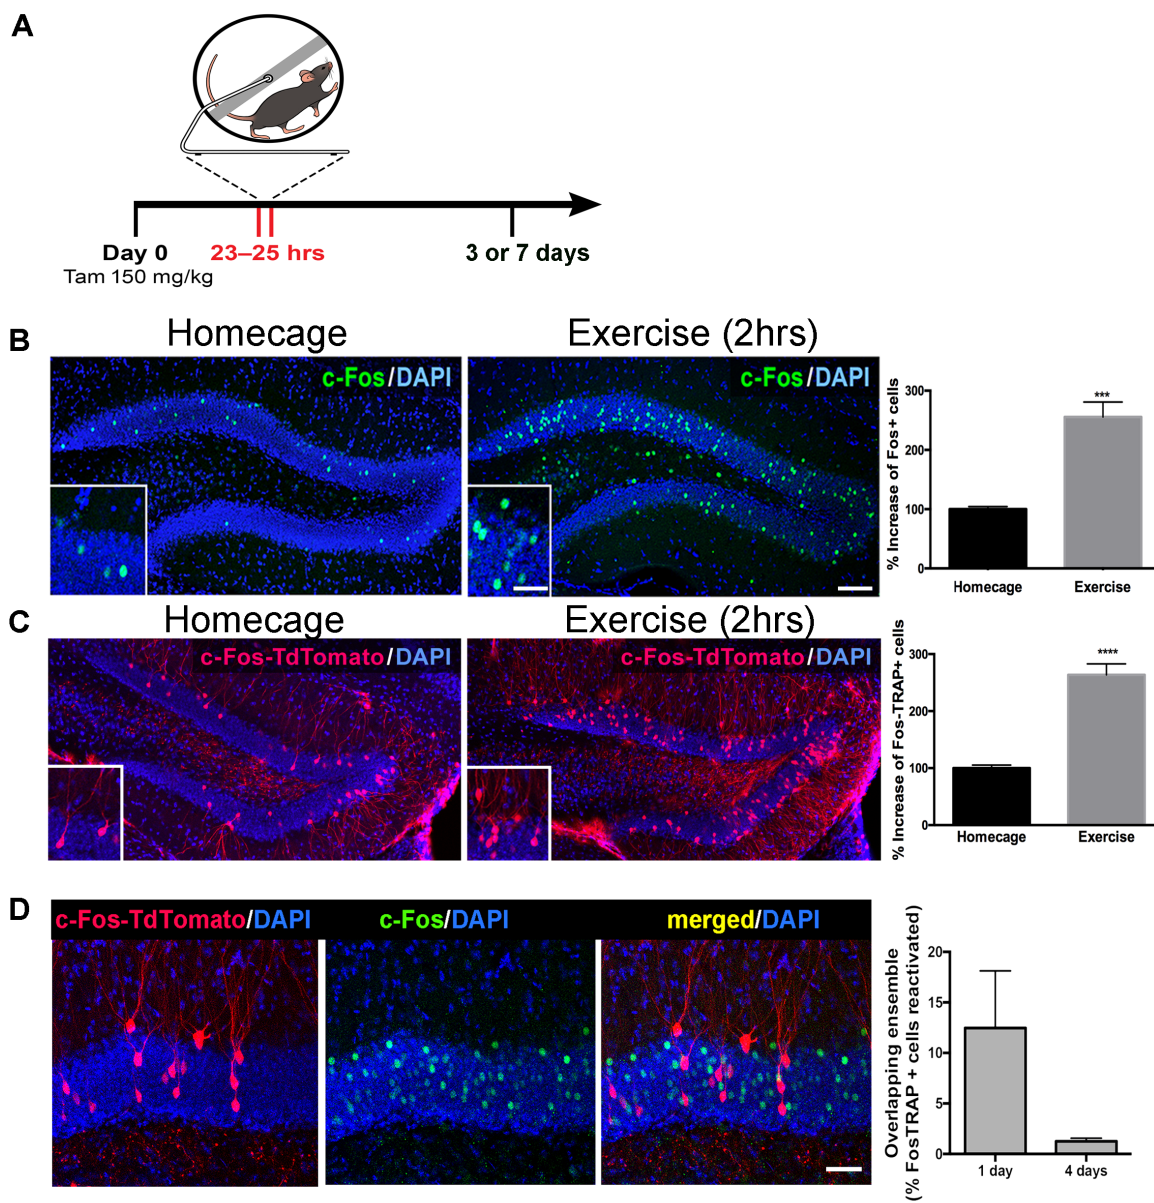 A
Day 0
Tam 150 mg/kg
23–25 hrs
3 or 7 days
B
Homecage
Exercise (2hrs)
c-Fos/DAPI
c-Fos/DAPI
% Increase of Fos+ cells
300
200
100
0
***
Homecage
Exercise
C
Homecage
Exercise (2hrs)
c-Fos-TdTomato/DAPI
c-Fos-TdTomato/DAPI
% Increase of Fos-TRAP+ cells
300
200
100
0
****
Homecage
Exercise
D
c-Fos-TdTomato/DAPI
c-Fos/DAPI
merged/DAPI
Overlapping ensemble
(% FosTRAP + cells reactivated)
20
15
10
5
0
1 day
4 days